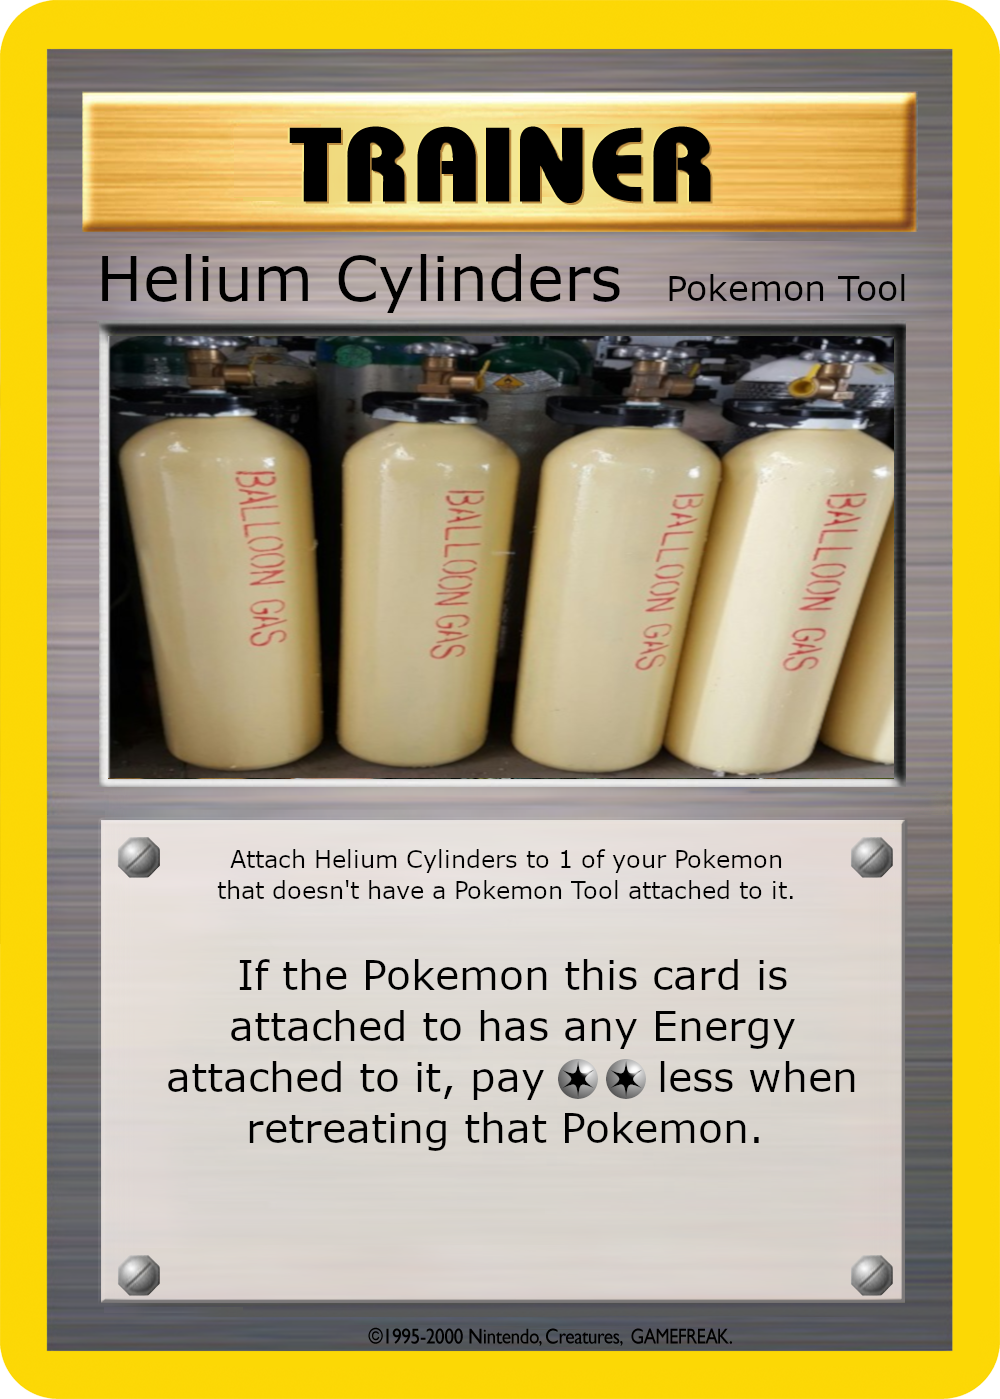 TRAINER
Helium Cylinders Pokemon Tool
BALLOON GAS
BALLOON GAS
BALLOON GAS
BALLOON GAS
Attach Helium Cylinders to 1 of your Pokemon
that doesn't have a Pokemon Tool attached to it.
If the Pokemon this card is
attached to has any Energy
attached to it, pay less when
retreating that Pokemon.
©1995-2000 Nintendo, Creatures, GAMEFREAK.